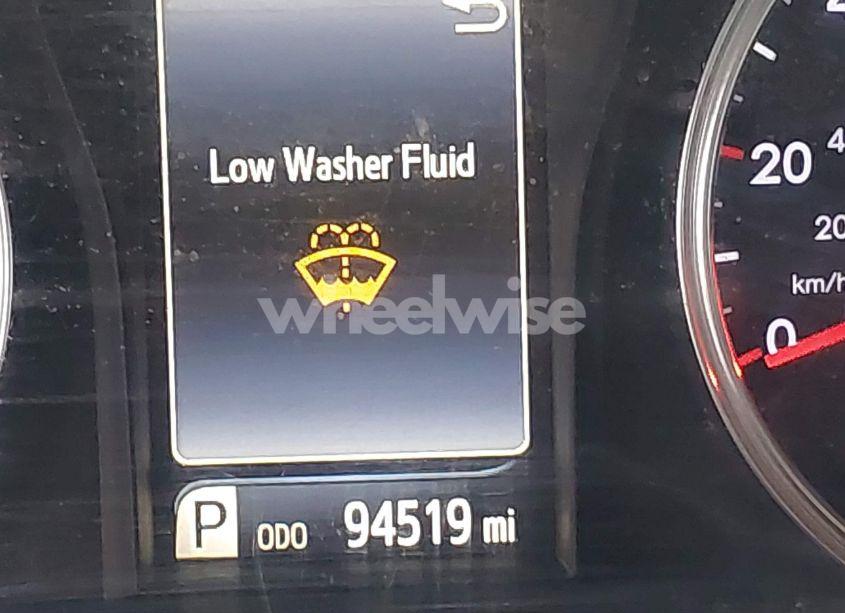 Low Washer Fluid
wheelwise
20
20
km/h
0
P ODO 94519 mi